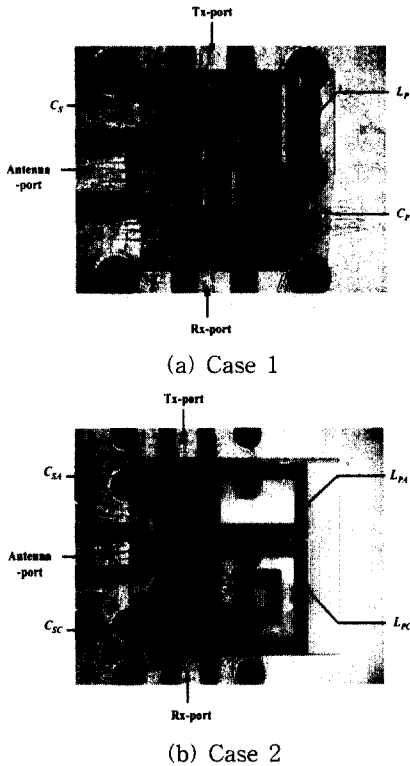 Tx-port
C_S
L_P
Antenna
-port
C_P
Rx-port
(a) Case 1
Tx-port
C_SA
L_PA
Antenna
-port
C_SC
L_PC
Rx-port
(b) Case 2